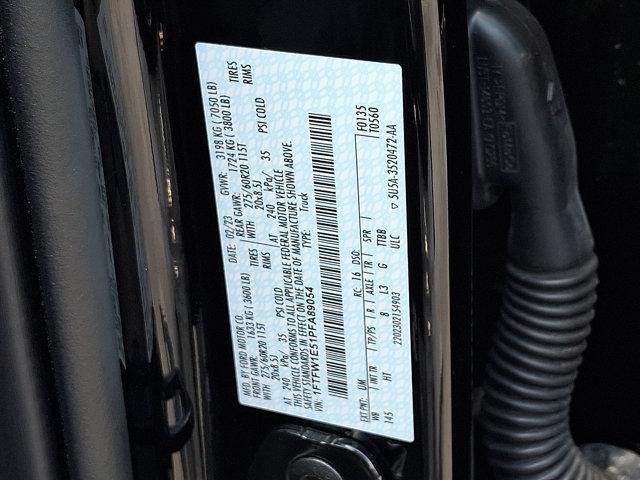 MFD. BY FORD MOTOR CO.
DATE: 02/23 GVWR: 3198 KG ( 7050 LB)
FRONT GAWR: 1633 KG ( 3600 LB) REAR GAWR: 1724 KG ( 3800 LB)
WITH 275/60R20 115T TIRES WITH 275/60R20 115T TIRES
20x8.5J RIMS 20x8.5J RIMS
AT 240 kPa/ 35 PSI COLD AT 240 kPa/ 35 PSI COLD
THIS VEHICLE CONFORMS TO ALL APPLICABLE FEDERAL MOTOR VEHICLE
SAFETY STANDARDS IN EFFECT ON THE DATE OF MANUFACTURE SHOWN ABOVE.
VIN: 1FTFW1E51PFA89054 TYPE: Truck
F0135
T0560
EXT PNT: UM RC: 16 DSO:
WB INT TR TP/PS R AXLE TR SPR
145 HT 8 L3 G TTBB
2202302154903 ULC ▽ 5U5A-3520472-AA